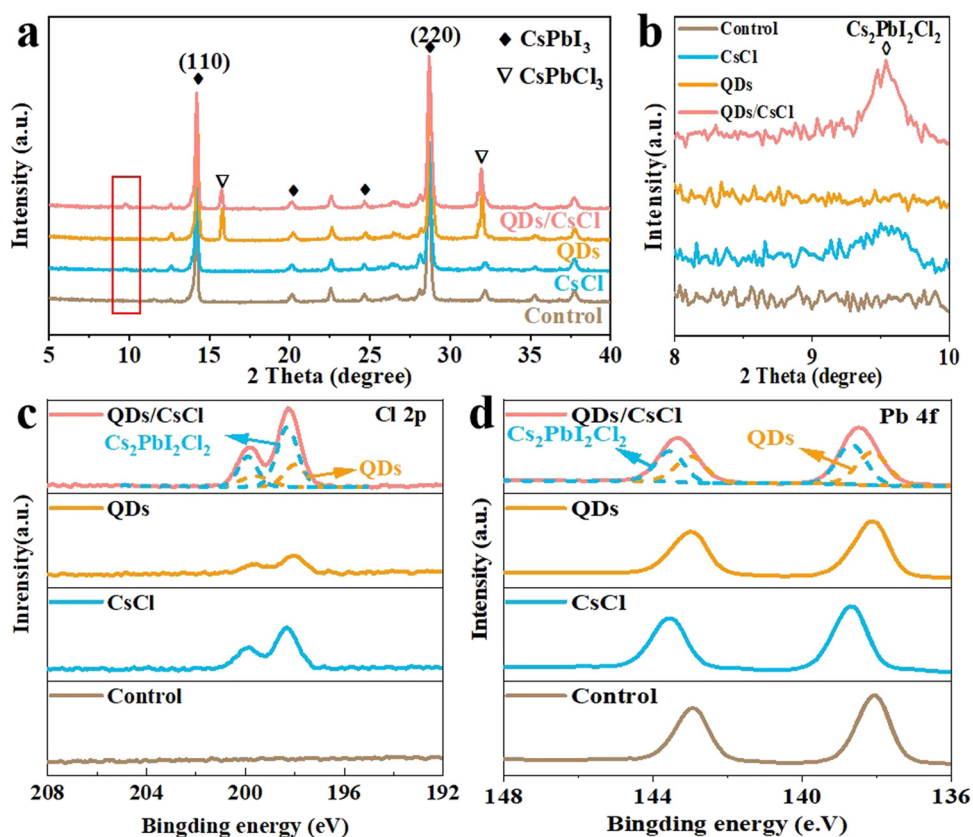 a
(110)
(220)
◆ CsPbI₃
▽ CsPbCl₃
QDs/CsCl
QDs
CsCl
Control
Intensity (a.u.)
5 10 15 20 25 30 35 40
2 Theta (degree)
b
Control
CsCl
QDs
QDs/CsCl
Cs₂PbI₂Cl₂
Intensity(a.u.)
8 9 10
2 Theta (degree)
c
QDs/CsCl
Cl 2p
Cs₂PbI₂Cl₂
QDs
QDs
CsCl
Control
Inrensity(a.u.)
208 204 200 196 192
Bingding energy (eV)
d
QDs/CsCl
Pb 4f
Cs₂PbI₂Cl₂
QDs
QDs
CsCl
Control
Intensity (a.u.)
148 144 140 136
Bingding energy (e.V)